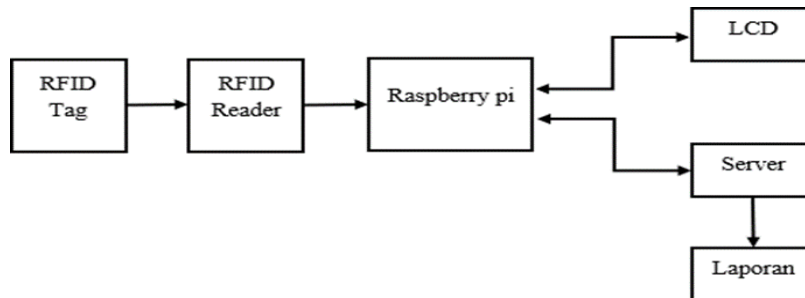 RFID
Tag
RFID
Reader
Raspberry pi
LCD
Server
Laporan